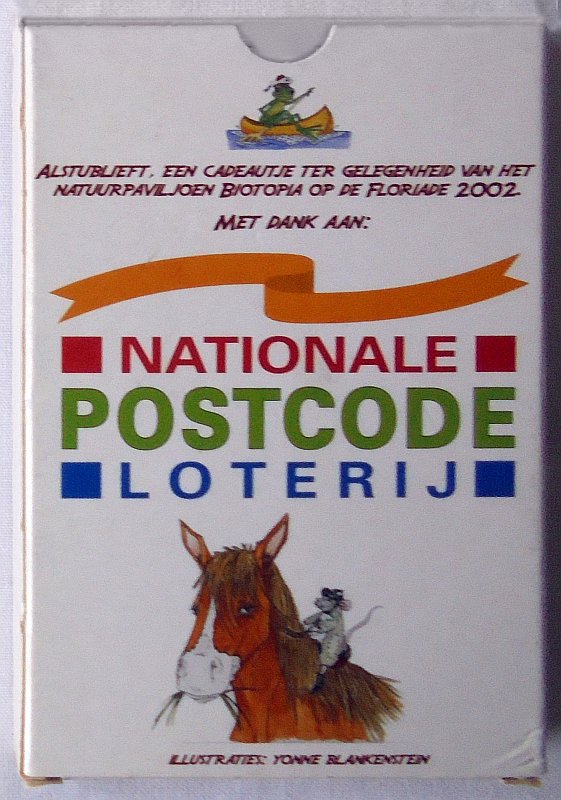 Alstublieft, een cadeautje ter gelegenheid van het
natuurpaviljoen Biotopia op de Floriade 2002.
Met dank aan:
NATIONALE
POSTCODE
LOTERIJ
Illustraties: Yonne Blankenstein